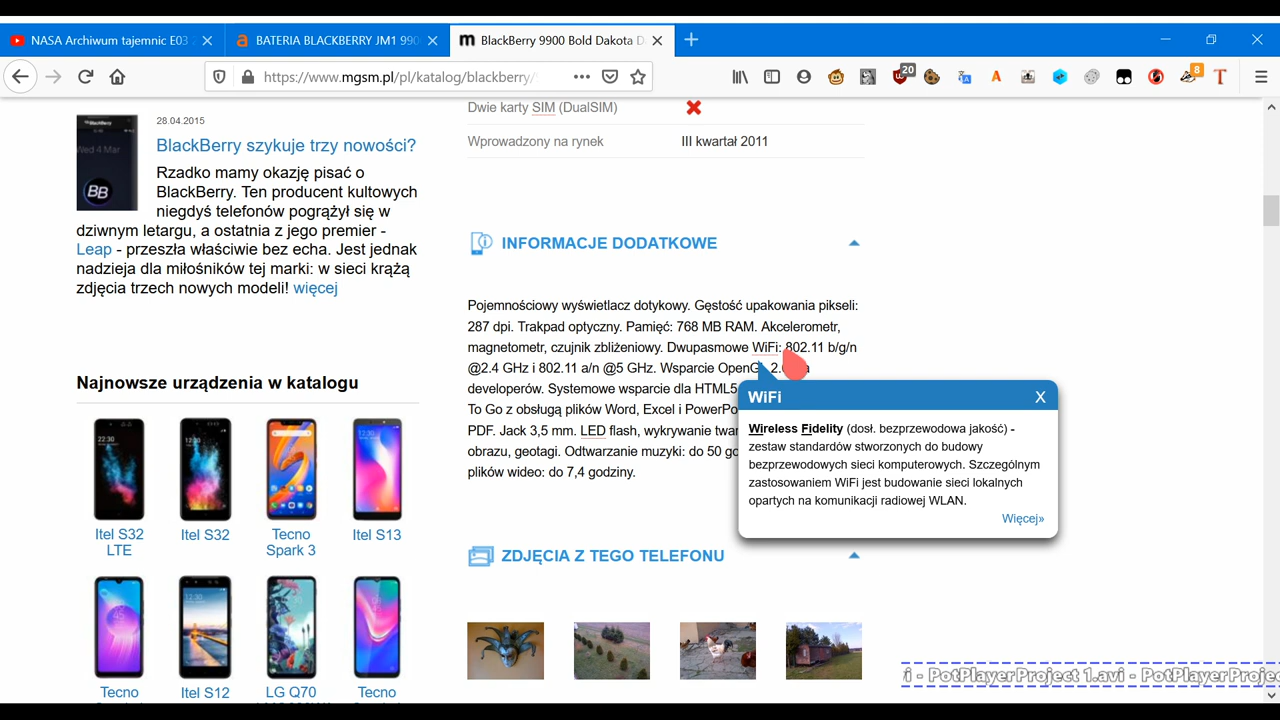 NASA Archiwum tajemnic E03
BATERIA BLACKBERRY JM1 990
BlackBerry 9900 Bold Dakota D
https://www.mgsm.pl/pl/katalog/blackberry/
20
8
28.04.2015
BlackBerry szykuje trzy nowości?
Rzadko mamy okazję pisać o
BlackBerry. Ten producent kultowych
niegdyś telefonów pogrążył się w
dziwnym letargu, a ostatnia z jego premier -
Leap - przeszła właściwie bez echa. Jest jednak
nadzieja dla miłośników tej marki: w sieci krążą
zdjęcia trzech nowych modeli! więcej
Najnowsze urządzenia w katalogu
Itel S32
LTE
Itel S32
Tecno
Spark 3
Itel S13
Tecno
Itel S12
LG Q70
Tecno
Dwie karty SIM (DualSIM)
Wprowadzony na rynek III kwartał 2011
INFORMACJE DODATKOWE
Pojemnościowy wyświetlacz dotykowy. Gęstość upakowania pikseli:
287 dpi. Trakpad optyczny. Pamięć: 768 MB RAM. Akcelerometr,
magnetometr, czujnik zbliżeniowy. Dwupasmowe WiFi: 802.11 b/g/n
@2.4 GHz i 802.11 a/n @5 GHz. Wsparcie OpenG 2. a
developerów. Systemowe wsparcie dla HTML5
To Go z obsługą plików Word, Excel i PowerPo
PDF. Jack 3,5 mm. LED flash, wykrywanie twar
obrazu, geotagi. Odtwarzanie muzyki: do 50 go
plików wideo: do 7,4 godziny.
WiFi X
Wireless Fidelity (dosł. bezprzewodowa jakość) -
zestaw standardów stworzonych do budowy
bezprzewodowych sieci komputerowych. Szczególnym
zastosowaniem WiFi jest budowanie sieci lokalnych
opartych na komunikacji radiowej WLAN.
Więcej»
ZDJĘCIA Z TEGO TELEFONU
vi - PotPlayerProject 1.avi - PotPlayerProjec